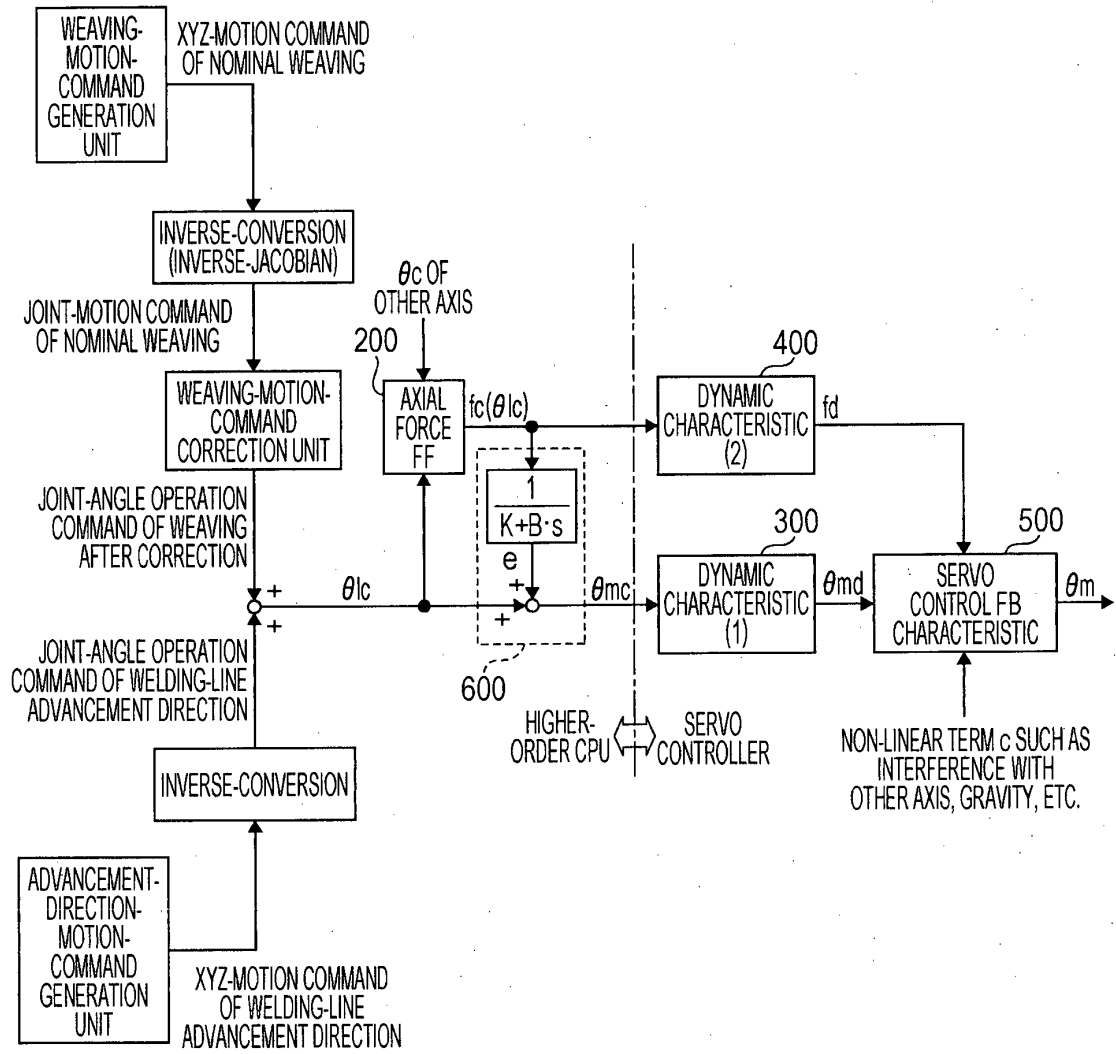 WEAVING-
MOTION-
COMMAND
GENERATION
UNIT
XYZ-MOTION COMMAND
OF NOMINAL WEAVING
INVERSE-CONVERSION
(INVERSE-JACOBIAN)
JOINT-MOTION COMMAND
OF NOMINAL WEAVING
WEAVING-MOTION-
COMMAND
CORRECTION UNIT
JOINT-ANGLE OPERATION
COMMAND OF WEAVING
AFTER CORRECTION
+
+
θlc
JOINT-ANGLE OPERATION
COMMAND OF WELDING-LINE
ADVANCEMENT DIRECTION
INVERSE-CONVERSION
ADVANCEMENT-
DIRECTION-
MOTION-
COMMAND
GENERATION
UNIT
XYZ-MOTION COMMAND
OF WELDING-LINE
ADVANCEMENT DIRECTION
θc OF
OTHER AXIS
200
AXIAL
FORCE
FF
fc(θlc)
1
K+B·s
e
+
+
θmc
600
HIGHER-
ORDER CPU
SERVO
CONTROLLER
400
DYNAMIC
CHARACTERISTIC
(2)
fd
300
DYNAMIC
CHARACTERISTIC
(1)
θmd
500
SERVO
CONTROL FB
CHARACTERISTIC
θm
NON-LINEAR TERM c SUCH AS
INTERFERENCE WITH
OTHER AXIS, GRAVITY, ETC.